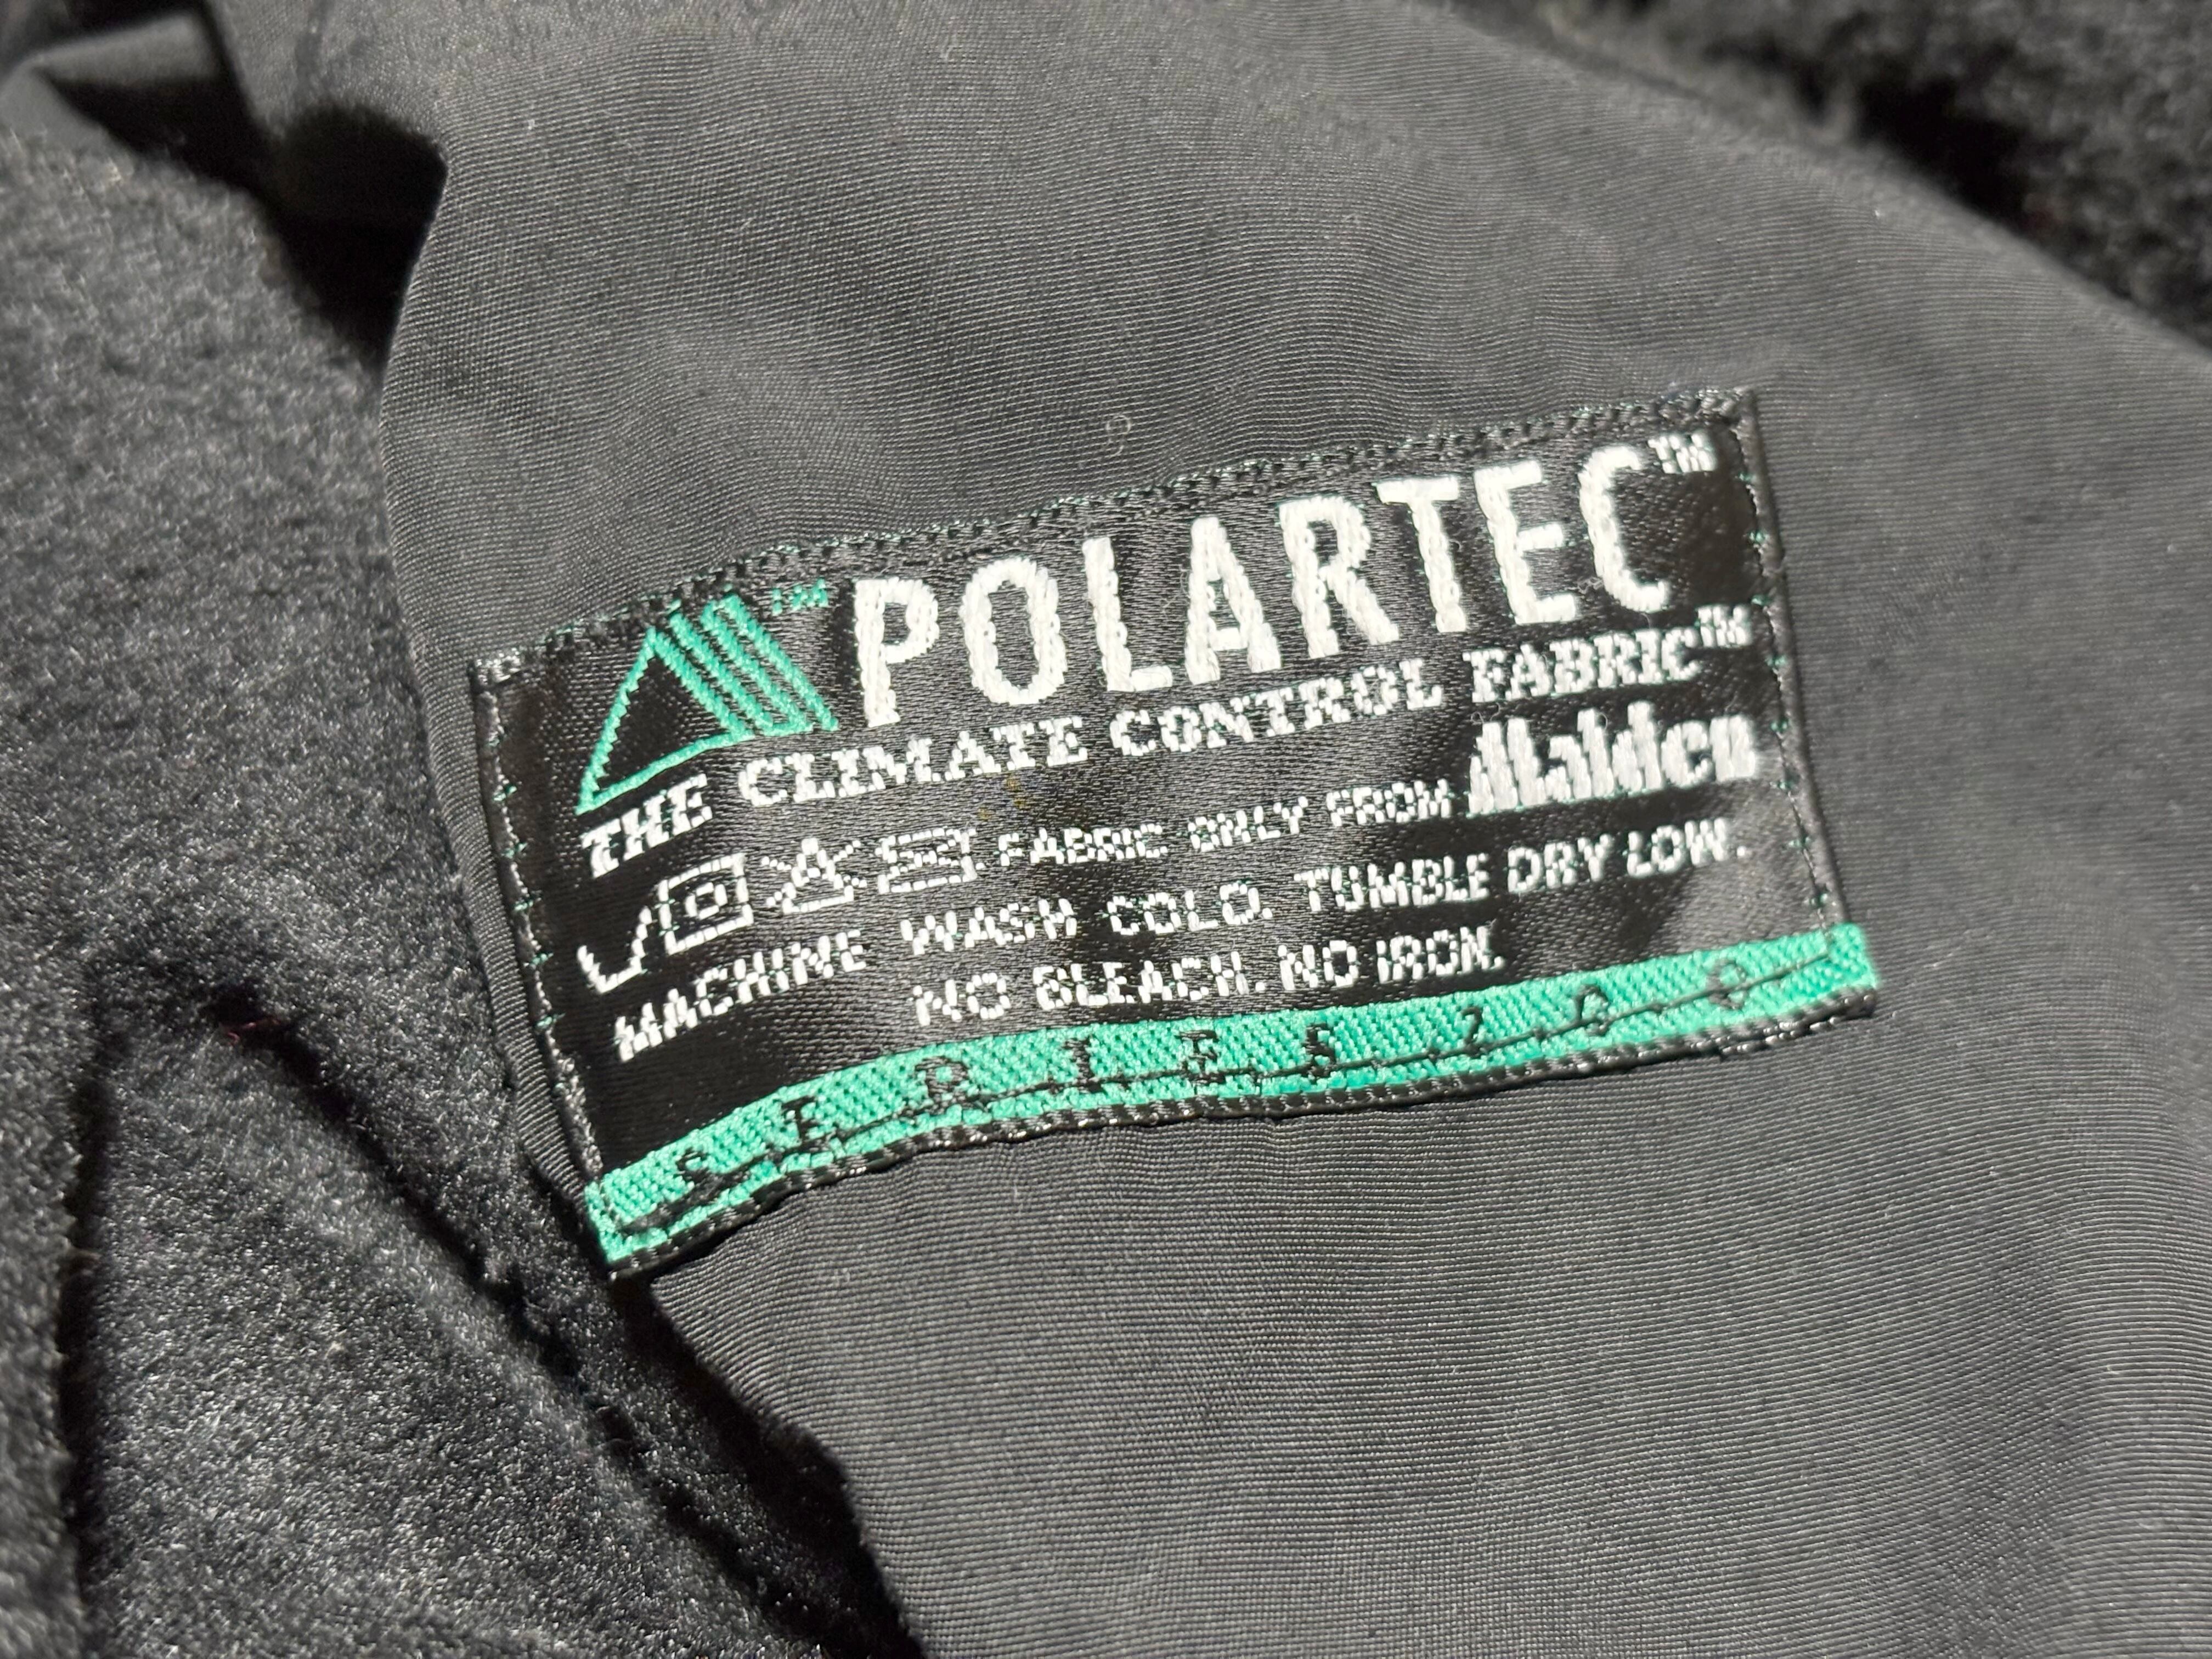 POLARTEC™
™
THE CLIMATE CONTROL FABRIC™
FABRIC ONLY FROM Malden
MACHINE WASH COLD. TUMBLE DRY LOW.
NO BLEACH. NO IRON.
SERIES 200